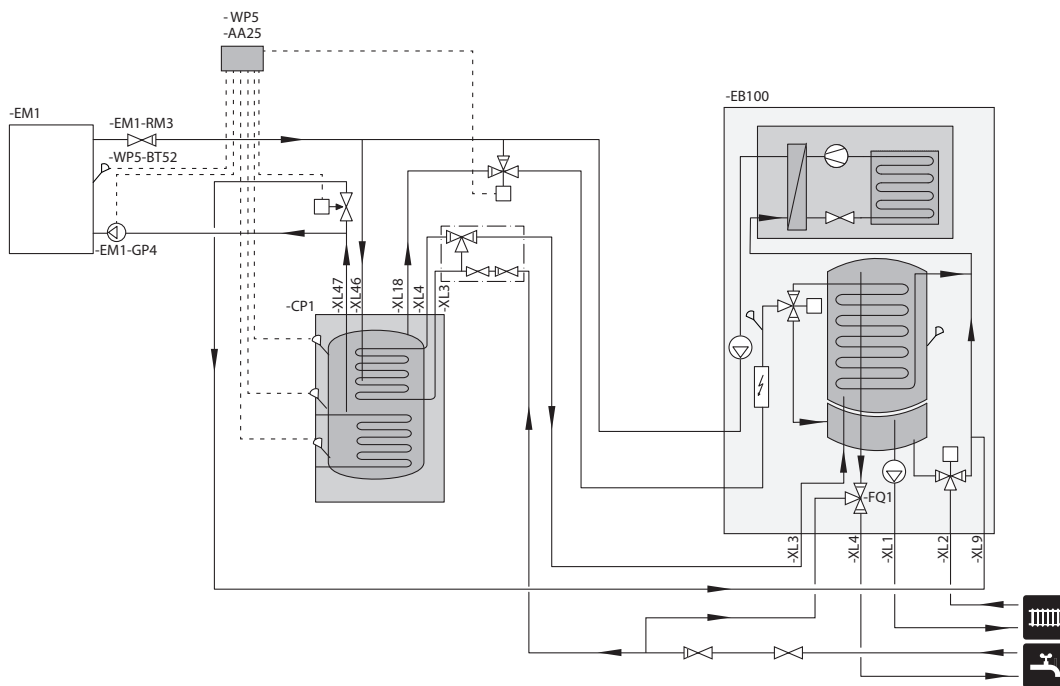 - WP5
-AA25
-EM1
-EM1-RM3
-WP5-BT52
-EM1-GP4
-EB100
-XL47
-XL46
-XL18
-XL4
-XL3
-CP1
-FQ1
-XL3
-XL4
-XL1
-XL2
-XL9